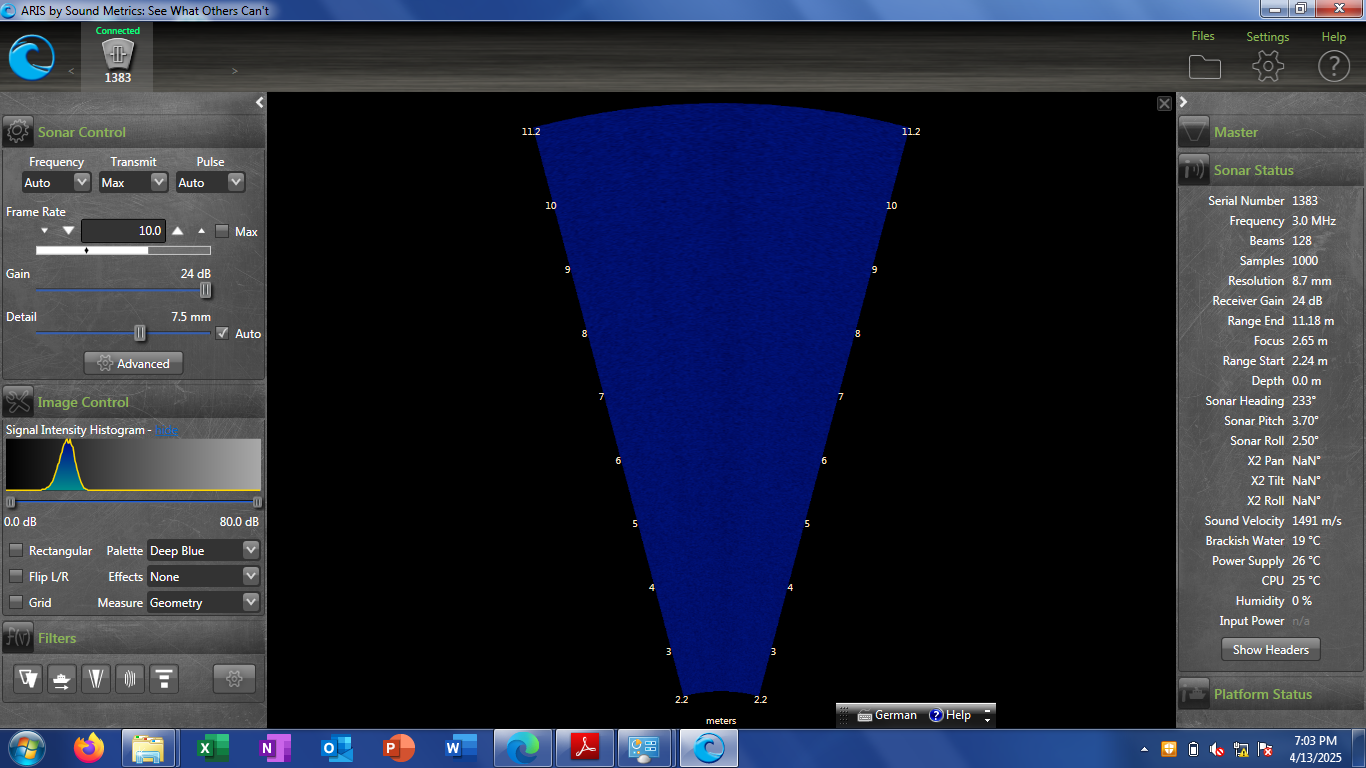 ARIS by Sound Metrics: See What Others Can't
Connected
1383
<
>
Files
Settings
Help
Sonar Control
Frequency Transmit Pulse
Auto Max Auto
Frame Rate
10.0 Max
Gain 24 dB
Detail 7.5 mm
Auto
Advanced
Image Control
Signal Intensity Histogram -
0.0 dB 80.0 dB
Rectangular Palette Deep Blue
Flip L/R Effects None
Grid Measure Geometry
Filters
11.2 11.2
10 10
9 9
8 8
7 7
6 6
5 5
4 4
3 3
2.2 2.2
meters
Master
Sonar Status
Serial Number 1383
Frequency 3.0 MHz
Beams 128
Samples 1000
Resolution 8.7 mm
Receiver Gain 24 dB
Range End 11.18 m
Focus 2.65 m
Range Start 2.24 m
Depth 0.0 m
Sonar Heading 233°
Sonar Pitch 3.70°
Sonar Roll 2.50°
X2 Pan NaN°
X2 Tilt NaN°
X2 Roll NaN°
Sound Velocity 1491 m/s
Brackish Water 19 °C
Power Supply 26 °C
CPU 25 °C
Humidity 0 %
Input Power n/a
Show Headers
Platform Status
German Help
7:03 PM
4/13/2025